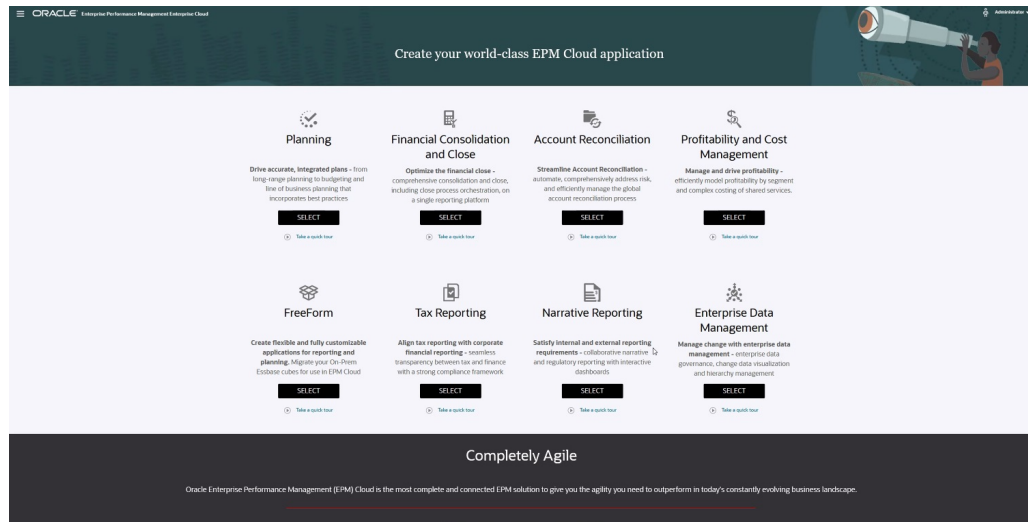 ORACLE Enterprise Performance Management Enterprise Cloud
Administrator
Create your world-class EPM Cloud application
Planning
Drive accurate, integrated plans - from
long-range planning to budgeting and
line of business planning that
incorporates best practices
SELECT
Take a quick tour
Financial Consolidation
and Close
Optimize the financial close -
comprehensive consolidation and close,
including close process orchestration, on
a single reporting platform
SELECT
Take a quick tour
Account Reconciliation
Streamline Account Reconciliation -
automate, comprehensively address risk,
and efficiently manage the global
account reconciliation process
SELECT
Take a quick tour
Profitability and Cost
Management
Manage and drive profitability -
efficiently model profitability by segment
and complex costing of shared services.
SELECT
Take a quick tour
FreeForm
Create flexible and fully customizable
applications for reporting and
planning. Migrate your On-Prem
Essbase cubes for use in EPM Cloud
SELECT
Take a quick tour
Tax Reporting
Align tax reporting with corporate
financial reporting - seamless
transparency between tax and finance
with a strong compliance framework
SELECT
Take a quick tour
Narrative Reporting
Satisfy internal and external reporting
requirements - collaborative narrative
and regulatory reporting with interactive
dashboards
SELECT
Take a quick tour
Enterprise Data
Management
Manage change with enterprise data
management - enterprise data
governance, change data visualization
and hierarchy management
SELECT
Take a quick tour
Completely Agile
Oracle Enterprise Performance Management (EPM) Cloud is the most complete and connected EPM solution to give you the agility you need to outperform in today's constantly evolving business landscape.